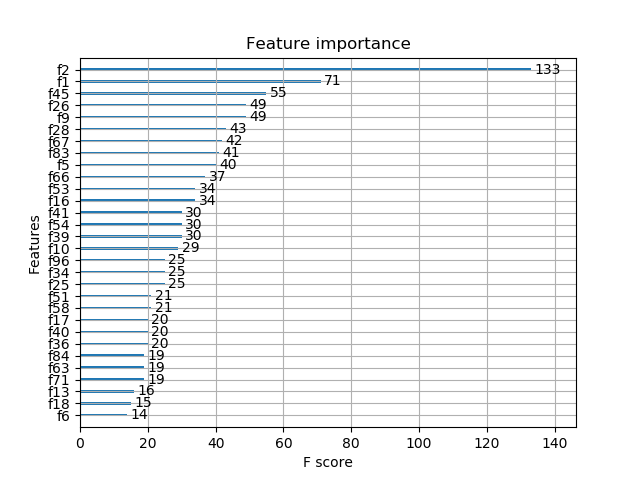 Feature importance
f2 133
f1 71
f45 55
f26 49
f9 49
f28 43
f67 42
f83 41
f5 40
f66 37
f53 34
f16 34
f41 30
f54 30
f39 30
f10 29
f96 25
f34 25
f25 25
f51 21
f58 21
f17 20
f40 20
f36 20
f84 19
f63 19
f71 19
f13 16
f18 15
f6 14
Features
0 20 40 60 80 100 120 140
F score